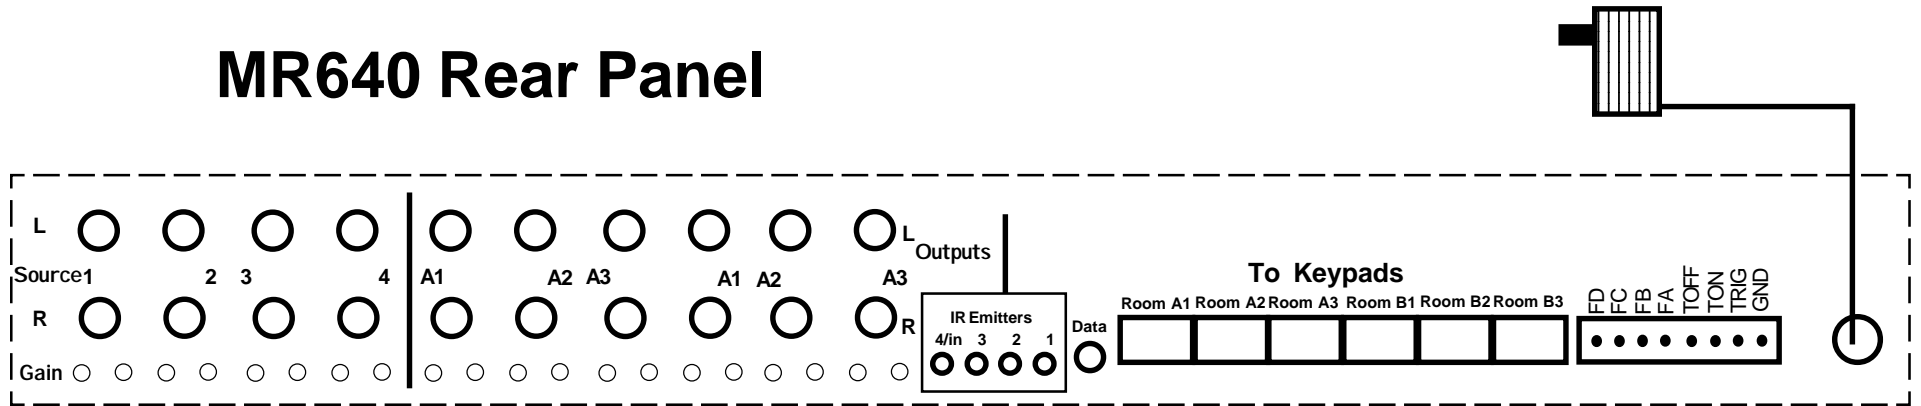 MR640 Rear Panel
L
L
Outputs
Source1 2 3 4 A1 A2 A3 A1 A2 A3
To Keypads
Room A1 Room A2 Room A3 Room B1 Room B2 Room B3
FD FC FB FA TOFF TON TRIG GND
R
R
IR Emitters
Data
4/in 3 2 1
Gain